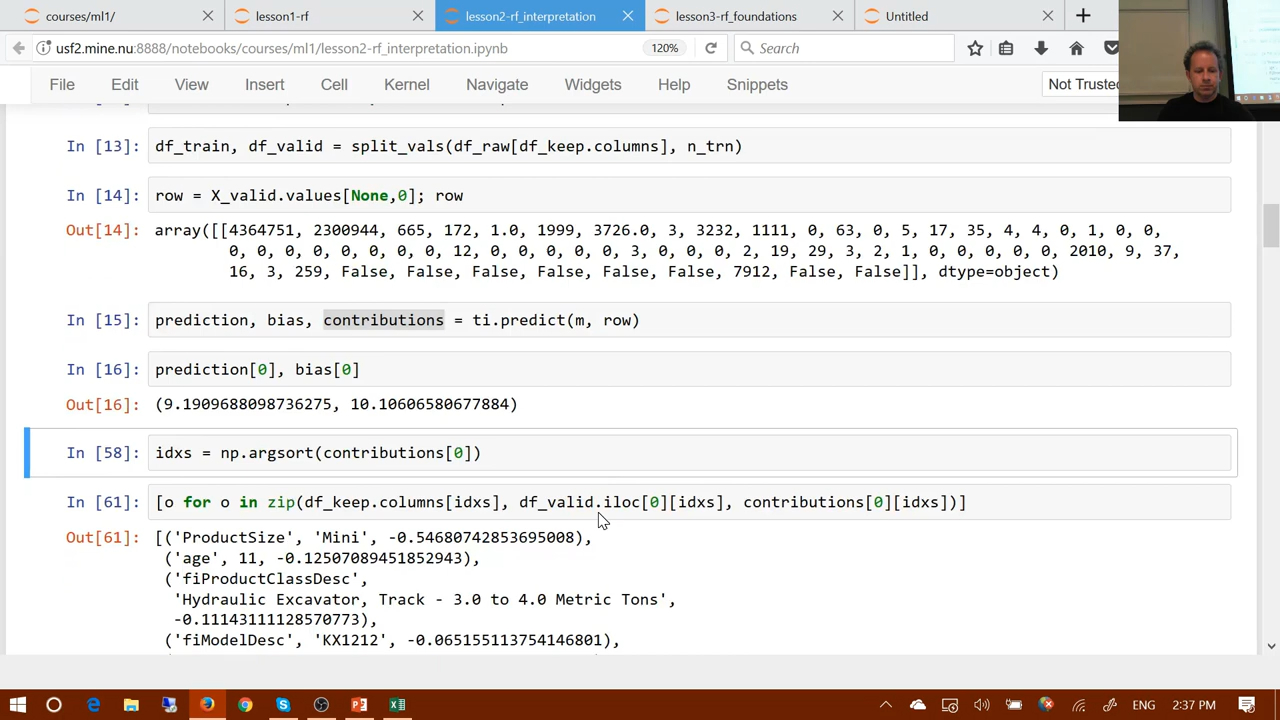 courses/ml1/ lesson1-rf lesson2-rf_interpretation lesson3-rf_foundations Untitled
usf2.mine.nu:8888/notebooks/courses/ml1/lesson2-rf_interpretation.ipynb 120% Search
File Edit View Insert Cell Kernel Navigate Widgets Help Snippets Not Trusted
In [13]: df_train, df_valid = split_vals(df_raw[df_keep.columns], n_trn)
In [14]: row = X_valid.values[None,0]; row
Out[14]: array([[4364751, 2300944, 665, 172, 1.0, 1999, 3726.0, 3, 3232, 1111, 0, 63, 0, 5, 17, 35, 4, 4, 0, 1, 0, 0,
0, 0, 0, 0, 0, 0, 0, 0, 12, 0, 0, 0, 0, 0, 3, 0, 0, 0, 2, 19, 29, 3, 2, 1, 0, 0, 0, 0, 0, 2010, 9, 37,
16, 3, 259, False, False, False, False, False, False, 7912, False, False]], dtype=object)
In [15]: prediction, bias, contributions = ti.predict(m, row)
In [16]: prediction[0], bias[0]
Out[16]: (9.1909688098736275, 10.10606580677884)
In [58]: idxs = np.argsort(contributions[0])
In [61]: [o for o in zip(df_keep.columns[idxs], df_valid.iloc[0][idxs], contributions[0][idxs])]
Out[61]: [('ProductSize', 'Mini', -0.54680742853695008),
('age', 11, -0.12507089451852943),
('fiProductClassDesc',
'Hydraulic Excavator, Track - 3.0 to 4.0 Metric Tons',
-0.11143111128570773),
('fiModelDesc', 'KX1212', -0.065155113754146801),
ENG 2:37 PM